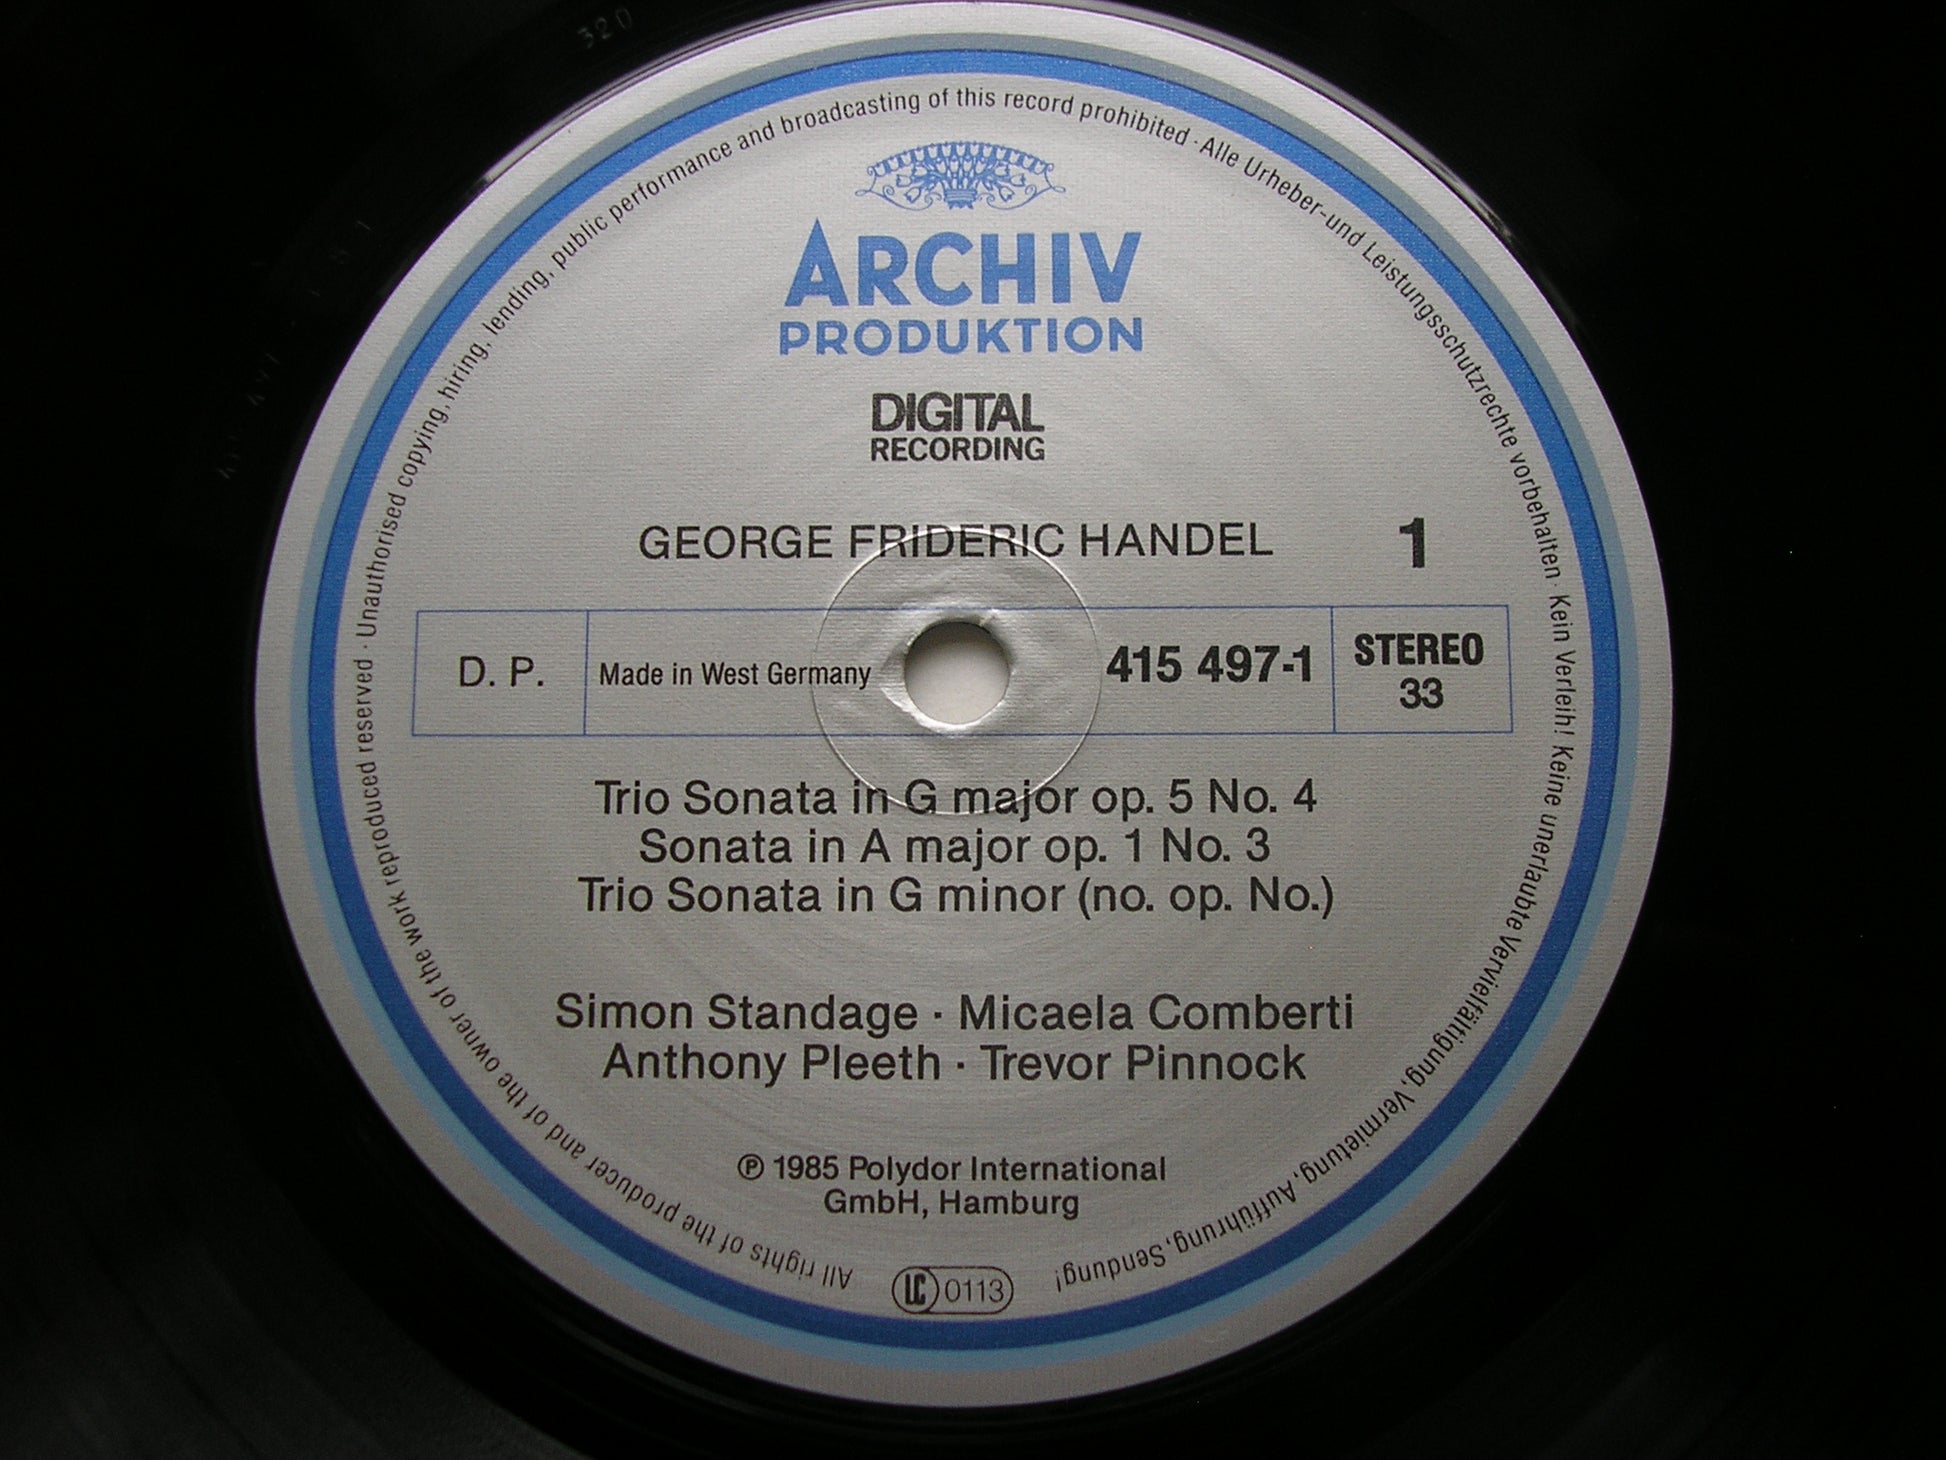 320
All rights of the producer and of the owner of the work reproduced reserved · Unauthorised copying, hiring, lending, public performance and broadcasting of this record prohibited · Alle Urheber-und Leistungsschutzrechte vorbehalten · Kein Verleih! Keine unerlaubte Vervielfältigung, Vermietung, Aufführung, Sendung!
ARCHIV
PRODUKTION
DIGITAL
RECORDING
GEORGE FRIDERIC HANDEL 1
D. P. Made in West Germany 415 497-1 STEREO
33
Trio Sonata in G major op. 5 No. 4
Sonata in A major op. 1 No. 3
Trio Sonata in G minor (no. op. No.)
Simon Standage · Micaela Comberti
Anthony Pleeth · Trevor Pinnock
℗ 1985 Polydor International
GmbH, Hamburg
LC 0113